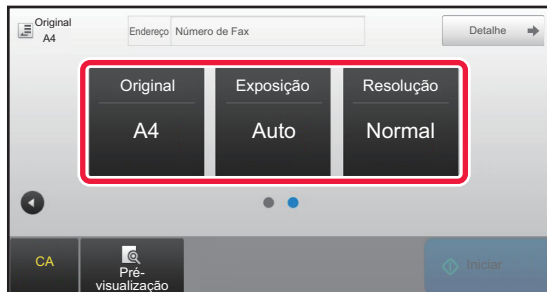 Original
A4
Endereço Número de Fax
Detalhe
Original Exposição Resolução
A4 Auto Normal
CA
Pré-
visualização
Iniciar